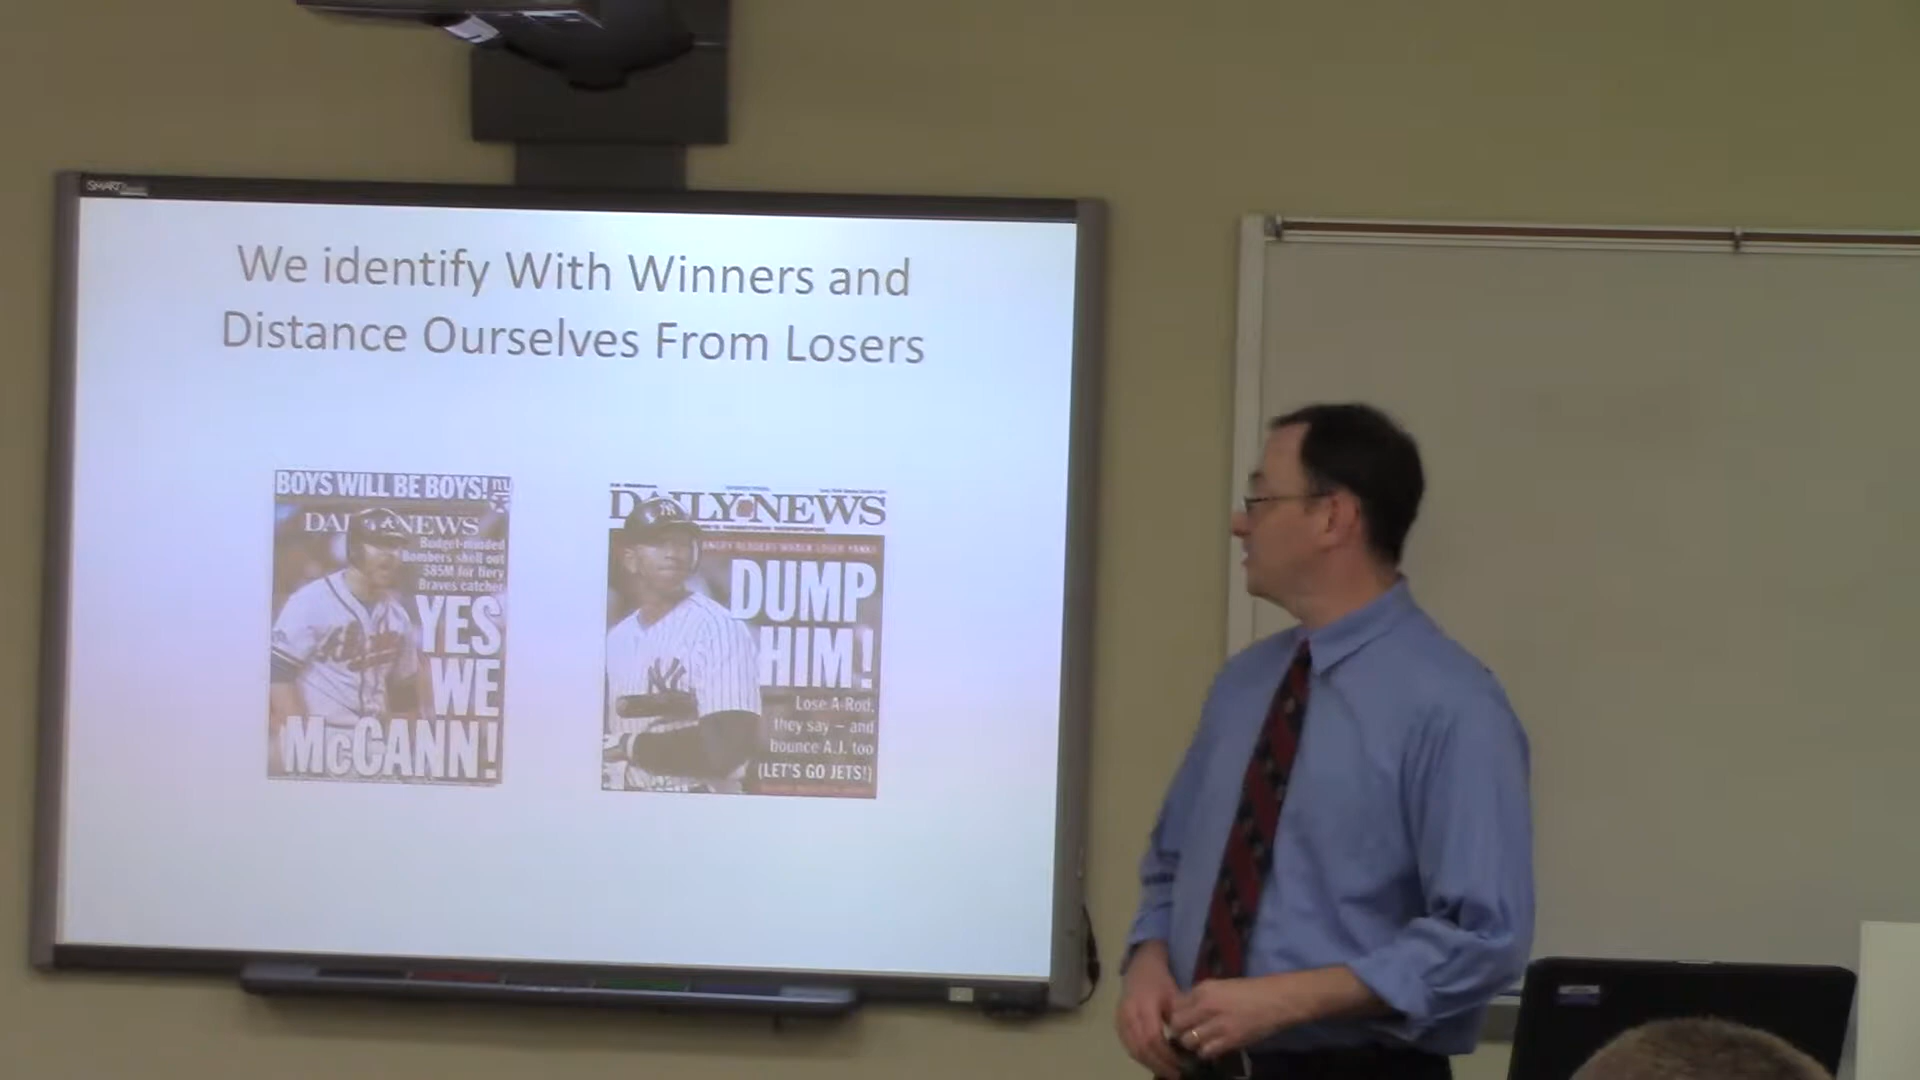 SMART
We identify With Winners and
Distance Ourselves From Losers
BOYS WILL BE BOYS!
DAILY NEWS
Budget-minded
Bombers shell out
$85M for fiery
Braves catcher
YES
WE
McCANN!
DAILY NEWS
DUMP
HIM!
Lose A-Rod,
they say – and
bounce A.J. too
(LET'S GO JETS!)
NY